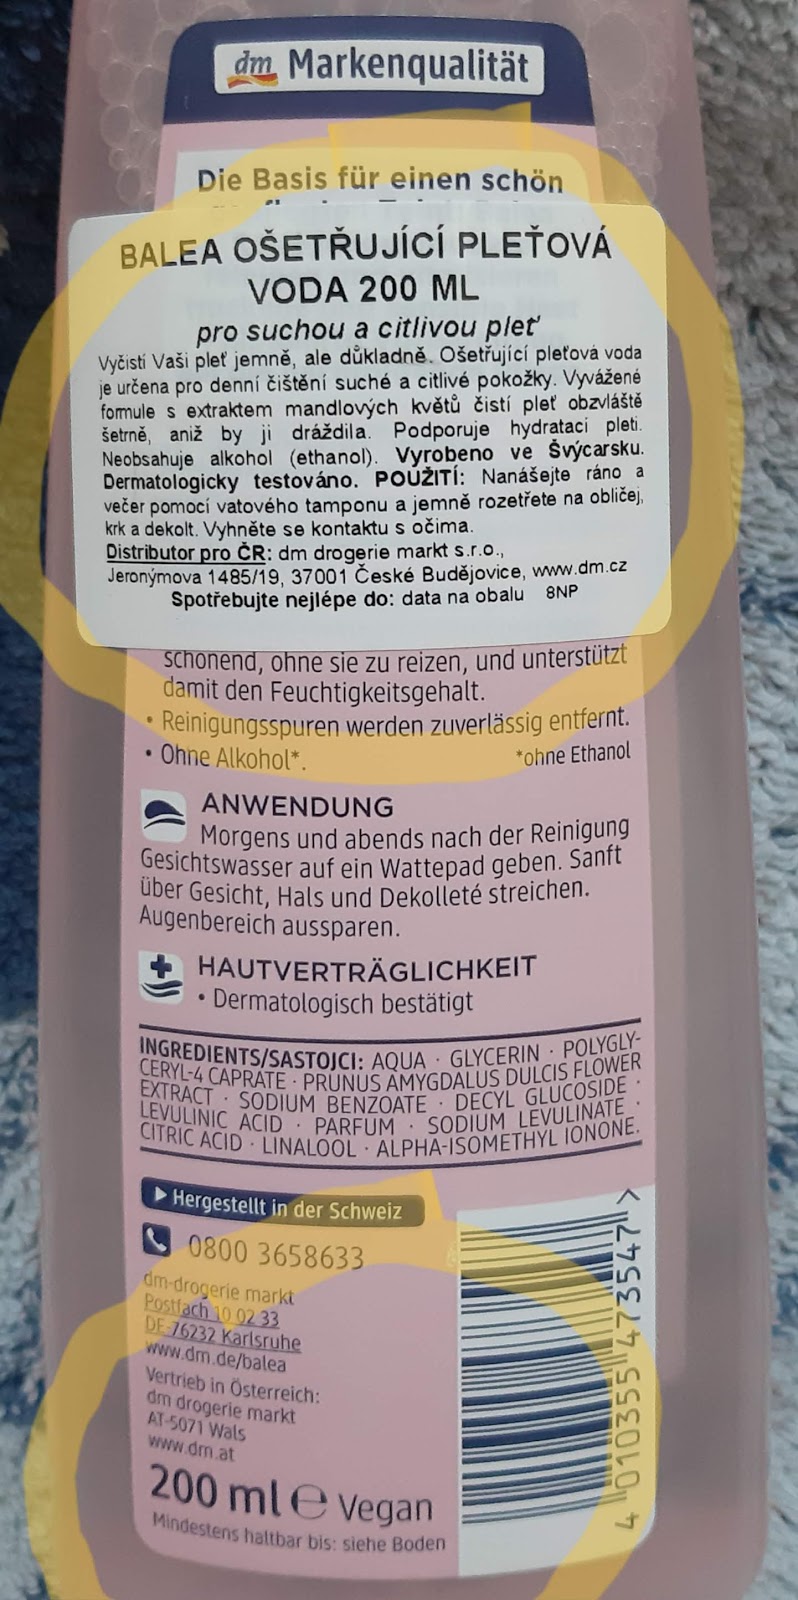 dm Markenqualität
Die Basis für einen schön
BALEA OŠETŘUJÍCÍ PLEŤOVÁ
VODA 200 ML
pro suchou a citlivou pleť
Vyčistí Vaši pleť jemně, ale důkladně. Ošetřující pleťová voda
je určena pro denní čištění suché a citlivé pokožky. Vyvážené
formule s extraktem mandlových květů čistí pleť obzvláště
šetrně, aniž by ji dráždila. Podporuje hydrataci pleti.
Neobsahuje alkohol (ethanol). Vyrobeno ve Švýcarsku.
Dermatologicky testováno. POUŽITÍ: Nanášejte ráno a
večer pomocí vatového tamponu a jemně rozetřete na obličej,
krk a dekolt. Vyhněte se kontaktu s očima.
Distributor pro ČR: dm drogerie markt s.r.o.,
Jeronýmova 1485/19, 37001 České Budějovice, www.dm.cz
Spotřebujte nejlépe do: data na obalu 8NP
schonend, ohne sie zu reizen, und unterstützt
damit den Feuchtigkeitsgehalt.
• Reinigungsspuren werden zuverlässig entfernt.
• Ohne Alkohol*. *ohne Ethanol
ANWENDUNG
Morgens und abends nach der Reinigung
Gesichtswasser auf ein Wattepad geben. Sanft
über Gesicht, Hals und Dekolleté streichen.
Augenbereich aussparen.
HAUTVERTRÄGLICHKEIT
• Dermatologisch bestätigt
INGREDIENTS/SASTOJCI: AQUA · GLYCERIN · POLYGLY-
CERYL-4 CAPRATE · PRUNUS AMYGDALUS DULCIS FLOWER
EXTRACT · SODIUM BENZOATE · DECYL GLUCOSIDE ·
LEVULINIC ACID · PARFUM · SODIUM LEVULINATE ·
CITRIC ACID · LINALOOL · ALPHA-ISOMETHYL IONONE.
Hergestellt in der Schweiz
0800 3658633
dm-drogerie markt
Postfach 10 02 33
DE-76232 Karlsruhe
www.dm.de/balea
Vertrieb in Österreich:
dm drogerie markt
AT-5071 Wals
www.dm.at
200 ml e Vegan
Mindestens haltbar bis: siehe Boden
4 010355 473547 >